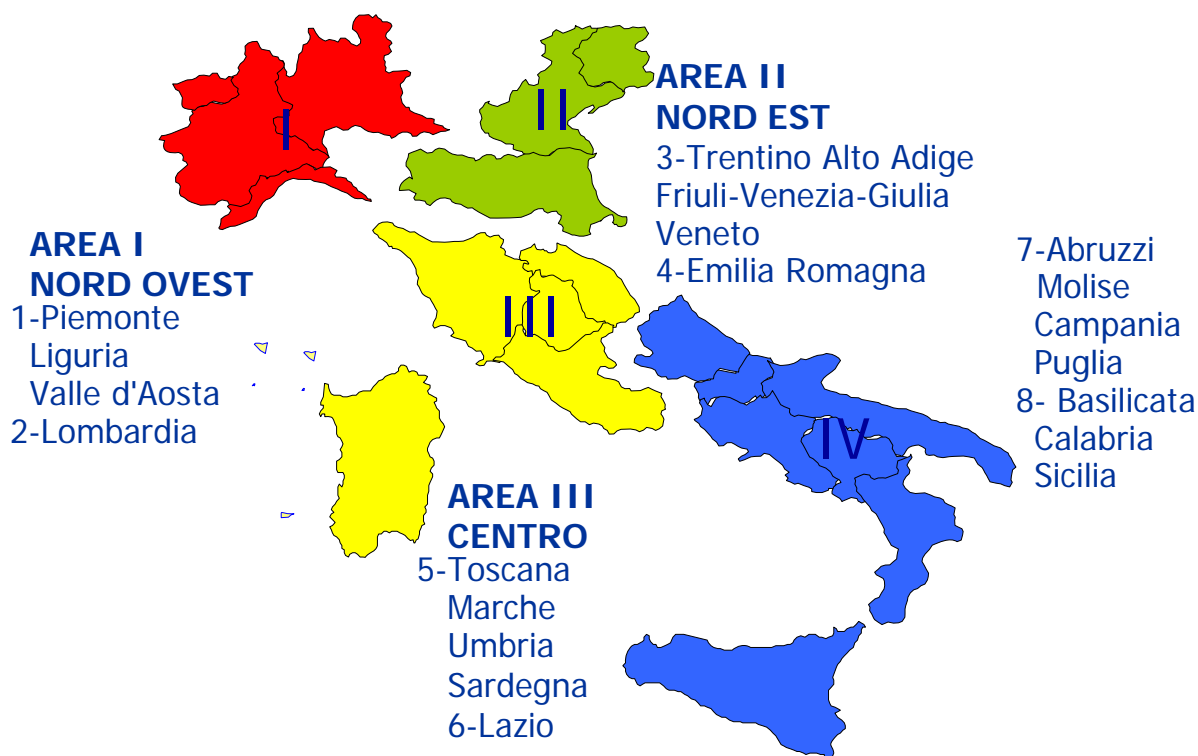 I
AREA I
NORD OVEST
1-Piemonte
Liguria
Valle d'Aosta
2-Lombardia
II
AREA II
NORD EST
3-Trentino Alto Adige
Friuli-Venezia-Giulia
Veneto
4-Emilia Romagna
III
AREA III
CENTRO
5-Toscana
Marche
Umbria
Sardegna
6-Lazio
IV
7-Abruzzi
Molise
Campania
Puglia
8- Basilicata
Calabria
Sicilia